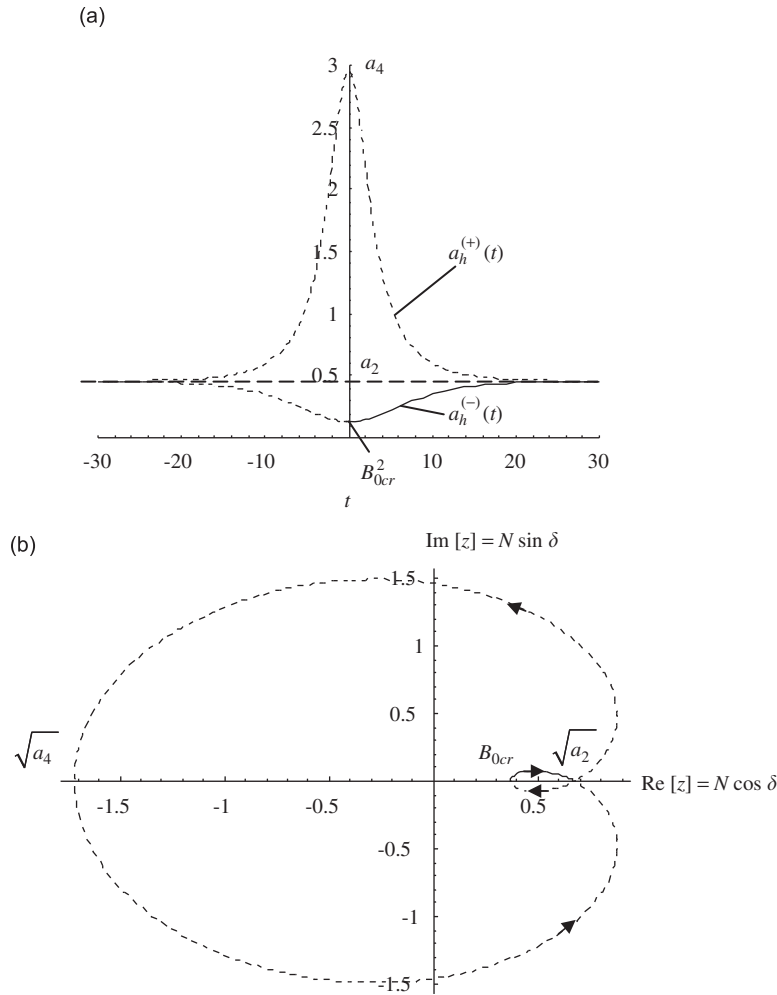 (a)
3
a₄
2.5
2
1.5
a_h^(+)(t)
1
a₂
0.5
a_h^(−)(t)
-30 -20 -10 10 20 30
B²_0cr
t
(b)
Im [z] = N sin δ
1.5
1
0.5
√a₄
B_0cr
√a₂
Re [z] = N cos δ
-1.5 -1 -0.5 0.5
-0.5
-1
-1.5